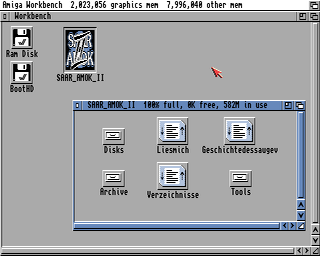 Amiga Workbench 2,023,056 graphics mem 7,996,040 other mem
Workbench
Ram Disk
BootHD
SAAR
AMOK
SAAR_AMOK_II
SAAR_AMOK_II 100% full, 0K free, 582M in use
Disks Liesmich Geschichtedessaugev
Archive Verzeichnisse Tools